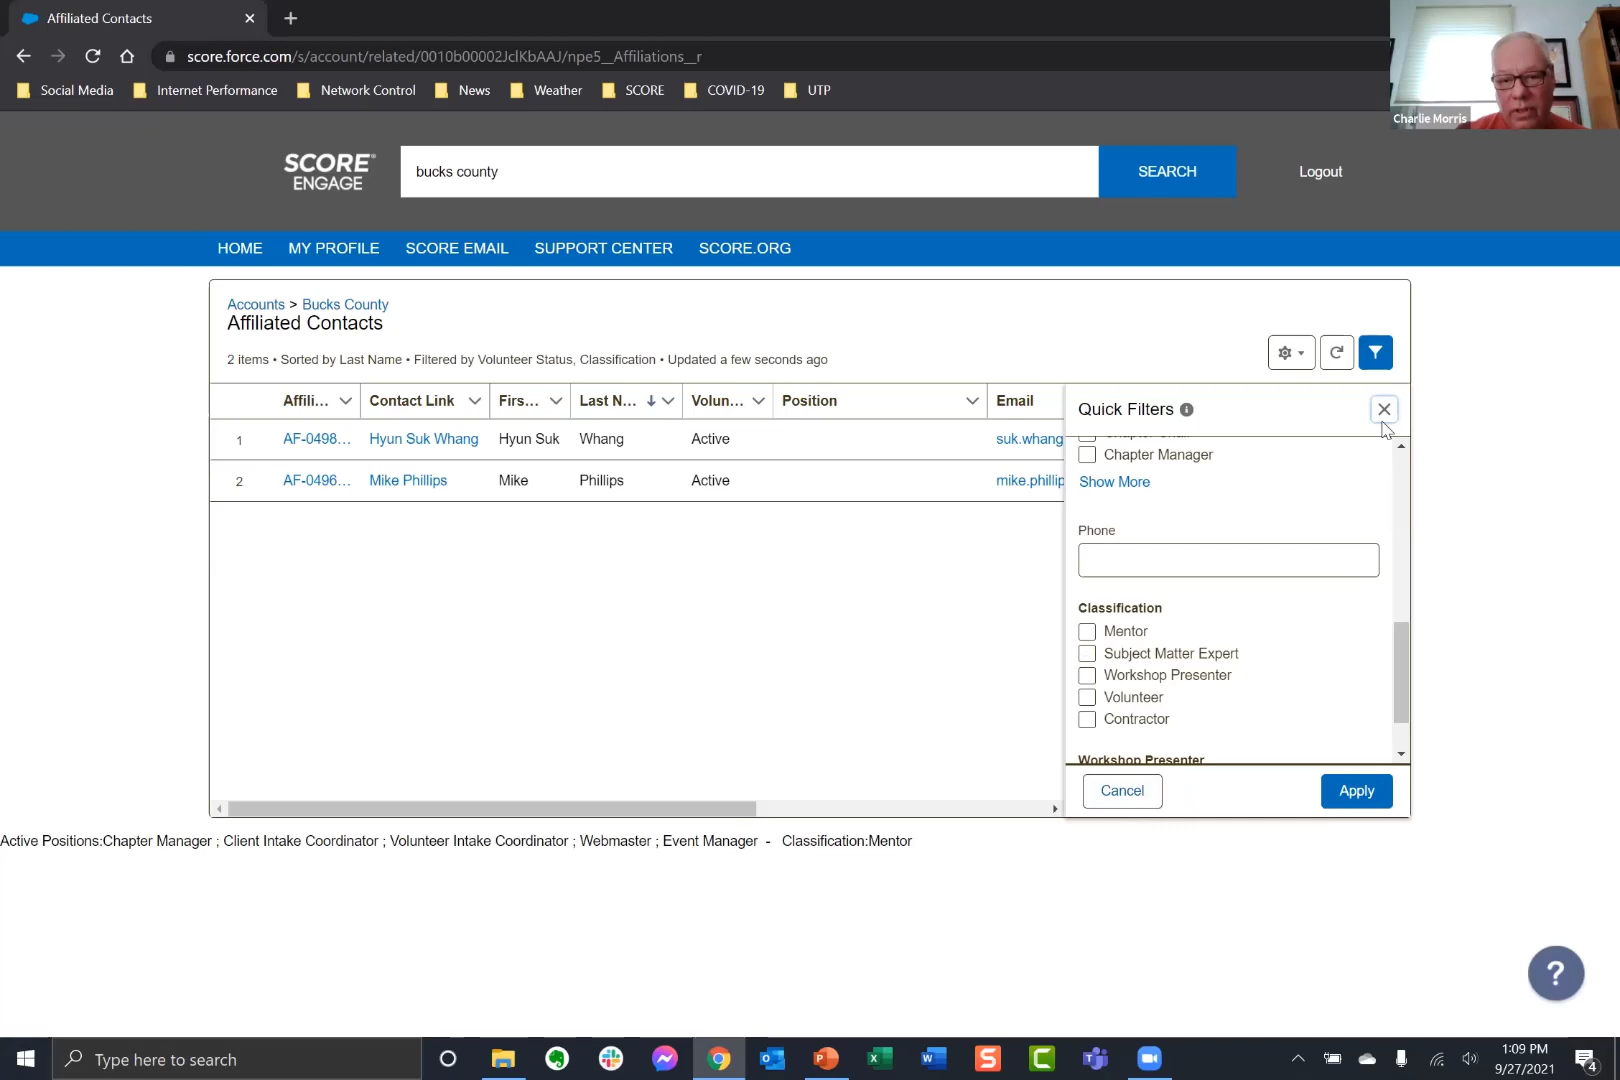 Affiliated Contacts
score.force.com/s/account/related/0010b00002JclKbAAJ/npe5__Affiliations__r
Social Media
Internet Performance
Network Control
News
Weather
SCORE
COVID-19
UTP
Charlie Morris
SCORE
ENGAGE
bucks county
SEARCH
Logout
HOME
MY PROFILE
SCORE EMAIL
SUPPORT CENTER
SCORE.ORG
Accounts > Bucks County
Affiliated Contacts
2 items • Sorted by Last Name • Filtered by Volunteer Status, Classification • Updated a few seconds ago
Affili... Contact Link Firs... Last N... Volun... Position Email
1 AF-0498... Hyun Suk Whang Hyun Suk Whang Active suk.whang
2 AF-0496... Mike Phillips Mike Phillips Active mike.phillip
Quick Filters
Chapter Chair
Chapter Manager
Show More
Phone
Classification
Mentor
Subject Matter Expert
Workshop Presenter
Volunteer
Contractor
Workshop Presenter
Cancel
Apply
Active Positions:Chapter Manager ; Client Intake Coordinator ; Volunteer Intake Coordinator ; Webmaster ; Event Manager - Classification:Mentor
?
Type here to search
1:09 PM
9/27/2021
4